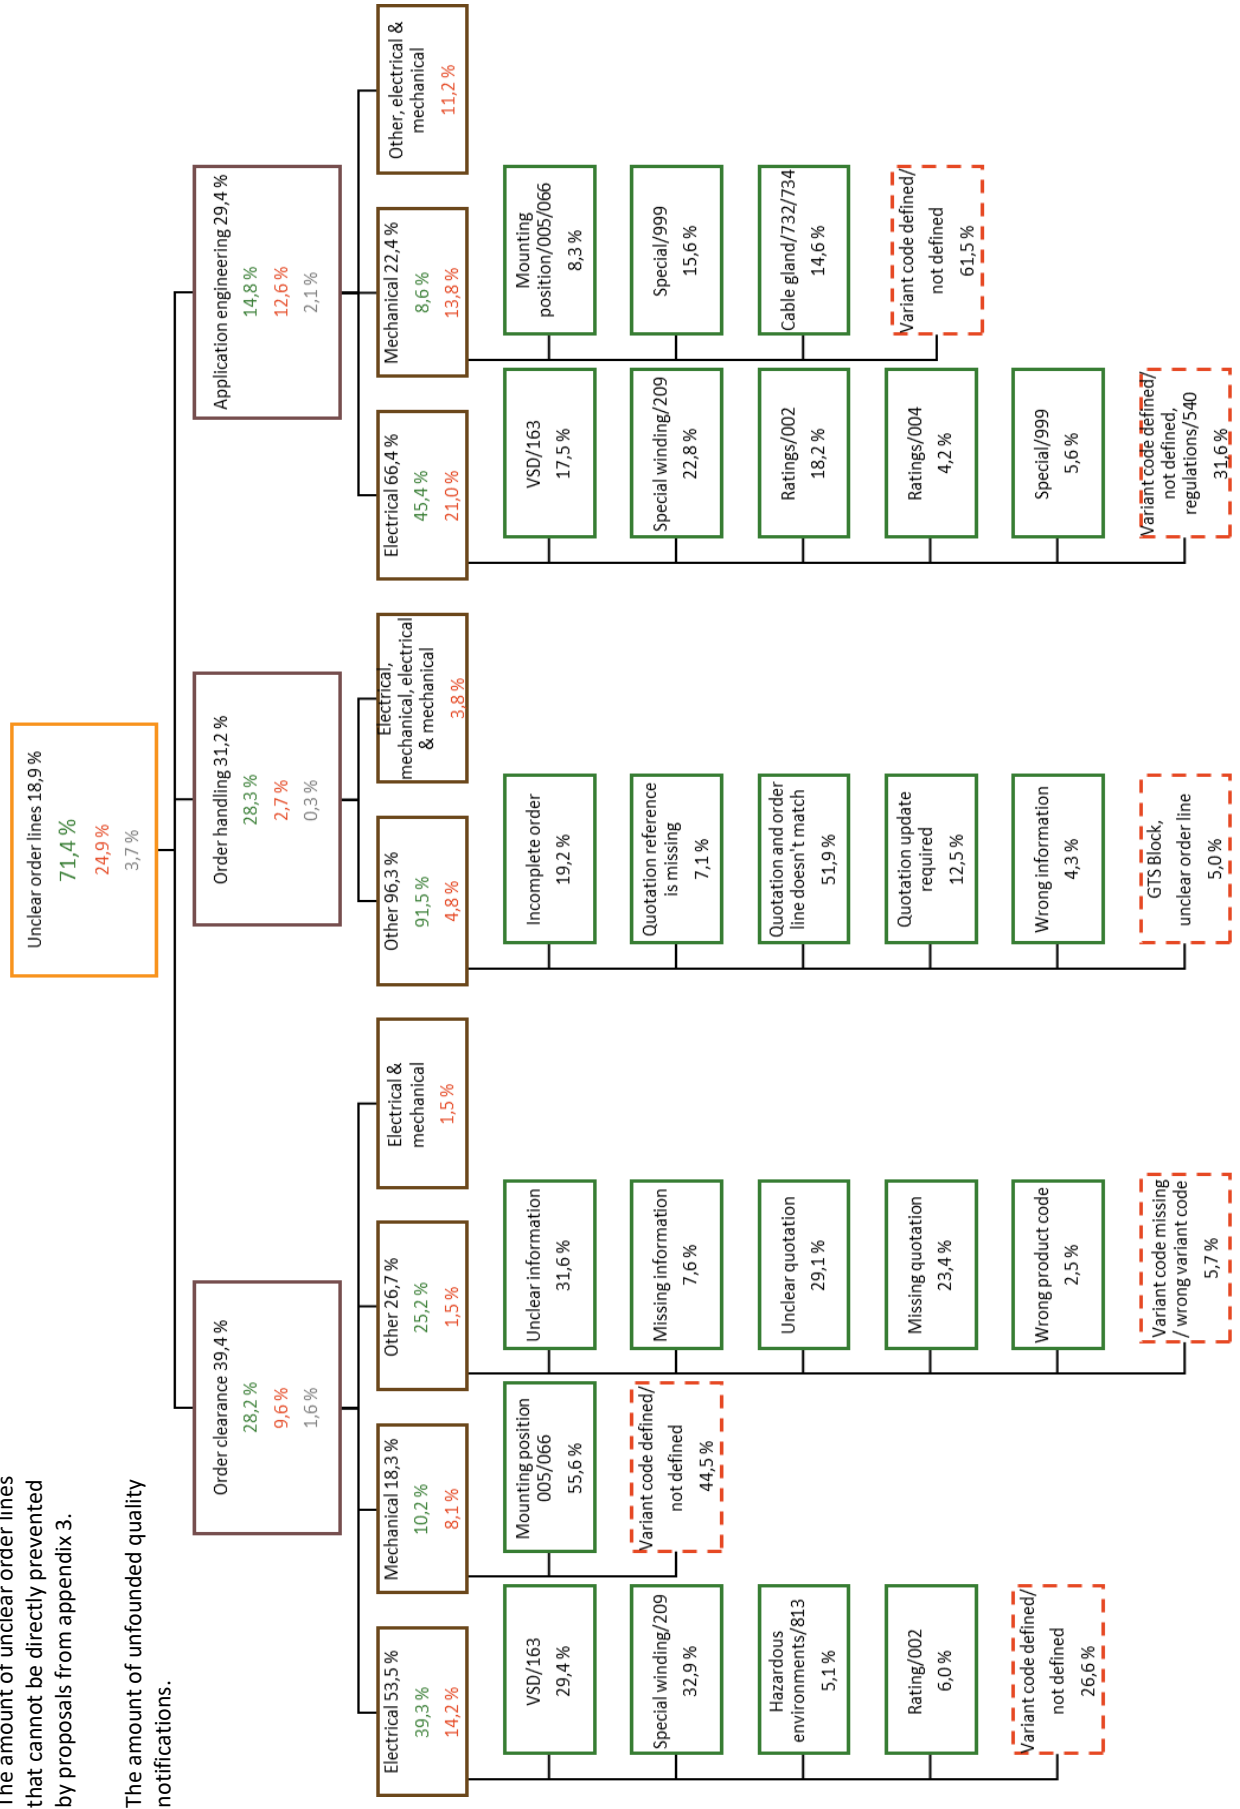 The amount of unclear order lines
that cannot be directly prevented
by proposals from appendix 3.
The amount of unfounded quality
notifications.
Unclear order lines 18,9 %
71,4 %
24,9 %
3,7 %
Order clearance 39,4 %
28,2 %
9,6 %
1,6 %
Order handling 31,2 %
28,3 %
2,7 %
0,3 %
Application engineering 29,4 %
14,8 %
12,6 %
2,1 %
Electrical 53,5 %
39,3 %
14,2 %
Mechanical 18,3 %
10,2 %
8,1 %
Other 26,7 %
25,2 %
1,5 %
Electrical &
mechanical
1,5 %
Other 96,3 %
91,5 %
4,8 %
Electrical,
mechanical, electrical
& mechanical
3,8 %
Electrical 66,4 %
45,4 %
21,0 %
Mechanical 22,4 %
8,6 %
13,8 %
Other, electrical &
mechanical
11,2 %
VSD/163
29,4 %
Special winding/209
32,9 %
Hazardous
environments/813
5,1 %
Rating/002
6,0 %
Variant code defined/
not defined
26,6 %
Mounting position
005/066
55,6 %
Variant code defined/
not defined
44,5 %
Unclear information
31,6 %
Missing information
7,6 %
Unclear quotation
29,1 %
Missing quotation
23,4 %
Wrong product code
2,5 %
Variant code missing
/ wrong variant code
5,7 %
Incomplete order
19,2 %
Quotation reference
is missing
7,1 %
Quotation and order
line doesn't match
51,9 %
Quotation update
required
12,5 %
Wrong information
4,3 %
GTS Block,
unclear order line
5,0 %
VSD/163
17,5 %
Special winding/209
22,8 %
Ratings/002
18,2 %
Ratings/004
4,2 %
Special/999
5,6 %
Variant code defined/
not defined,
regulations/540
31,6 %
Mounting
position/005/066
8,3 %
Special/999
15,6 %
Cable gland/732/734
14,6 %
Variant code defined/
not defined
61,5 %